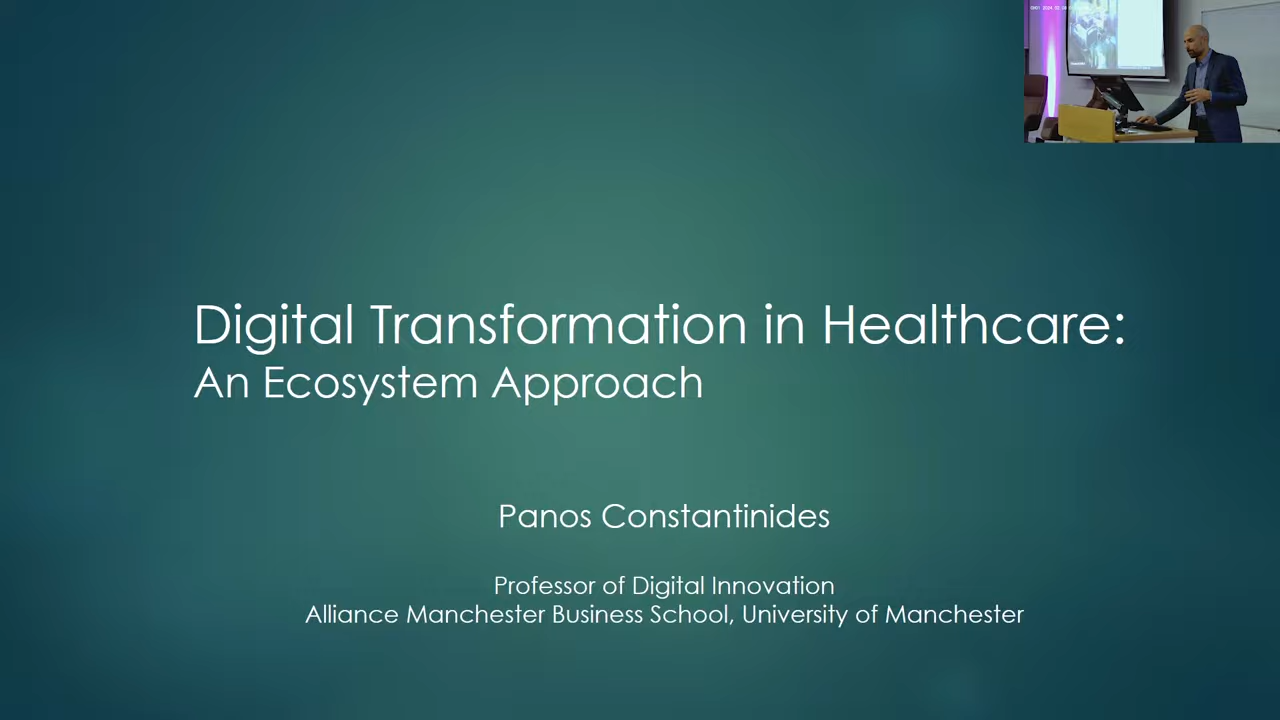 Digital Transformation in Healthcare:
An Ecosystem Approach
Panos Constantinides
Professor of Digital Innovation
Alliance Manchester Business School, University of Manchester